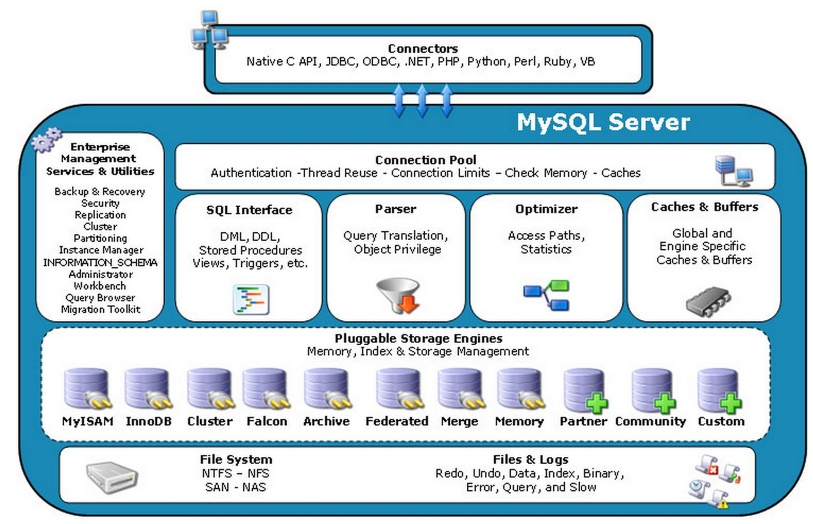 Connectors
Native C API, JDBC, ODBC, .NET, PHP, Python, Perl, Ruby, VB
MySQL Server
Enterprise
Management
Services & Utilities
Backup & Recovery
Security
Replication
Cluster
Partitioning
Instance Manager
INFORMATION_SCHEMA
Administrator
Workbench
Query Browser
Migration Toolkit
Connection Pool
Authentication -Thread Reuse - Connection Limits – Check Memory - Caches
SQL Interface
DML, DDL,
Stored Procedures
Views, Triggers, etc.
Parser
Query Translation,
Object Privilege
Optimizer
Access Paths,
Statistics
Caches & Buffers
Global and
Engine Specific
Caches & Buffers
Pluggable Storage Engines
Memory, Index & Storage Management
MyISAM InnoDB Cluster Falcon Archive Federated Merge Memory Partner Community Custom
File System
NTFS – NFS
SAN - NAS
Files & Logs
Redo, Undo, Data, Index, Binary,
Error, Query, and Slow